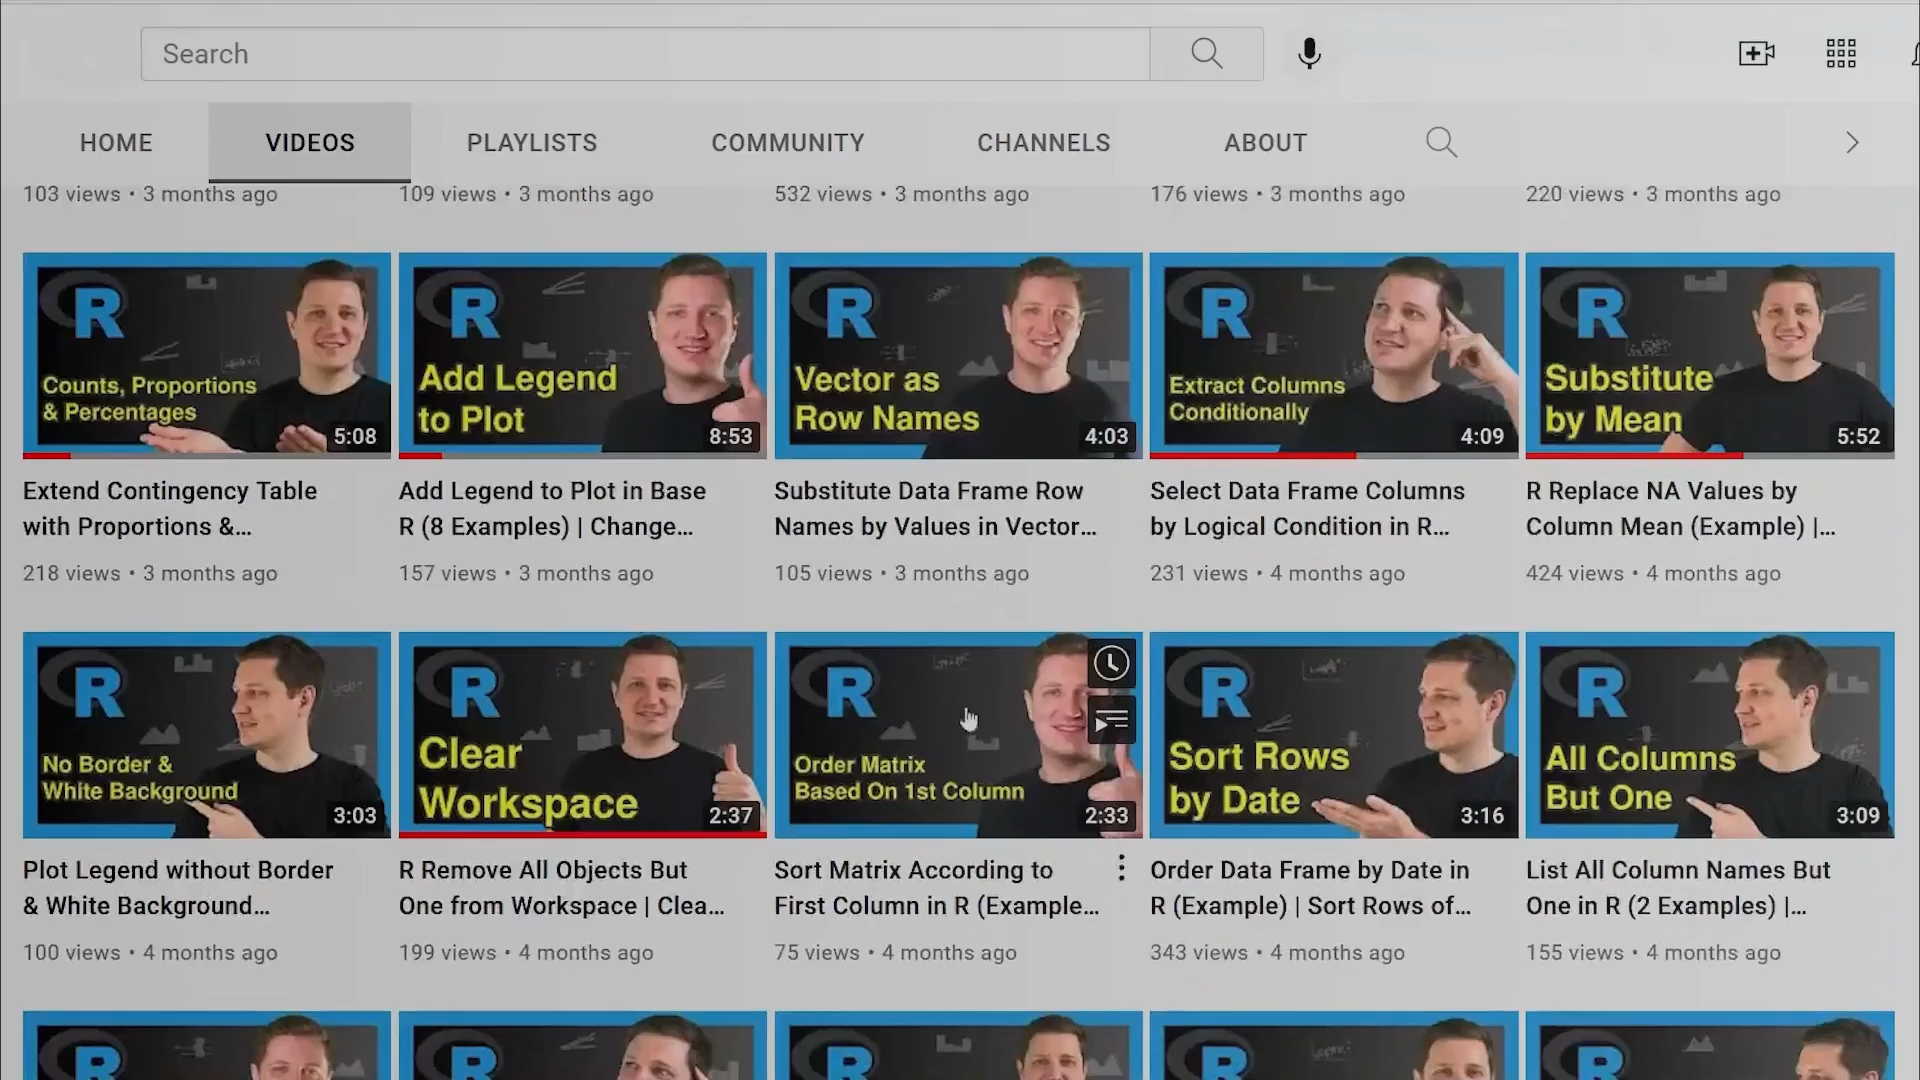 Search
HOME VIDEOS PLAYLISTS COMMUNITY CHANNELS ABOUT
103 views • 3 months ago
109 views • 3 months ago
532 views • 3 months ago
176 views • 3 months ago
220 views • 3 months ago
R
Counts, Proportions
& Percentages
5:08
R
Add Legend
to Plot
8:53
R
Vector as
Row Names
4:03
R
Extract Columns
Conditionally
4:09
R
Substitute
by Mean
5:52
Extend Contingency Table
with Proportions &...
218 views • 3 months ago
Add Legend to Plot in Base
R (8 Examples) | Change...
157 views • 3 months ago
Substitute Data Frame Row
Names by Values in Vector...
105 views • 3 months ago
Select Data Frame Columns
by Logical Condition in R...
231 views • 4 months ago
R Replace NA Values by
Column Mean (Example) |...
424 views • 4 months ago
R
No Border &
White Background
3:03
R
Clear
Workspace
2:37
R
Order Matrix
Based On 1st Column
2:33
R
Sort Rows
by Date
3:16
R
All Columns
But One
3:09
Plot Legend without Border
& White Background...
100 views • 4 months ago
R Remove All Objects But
One from Workspace | Clea...
199 views • 4 months ago
Sort Matrix According to
First Column in R (Example...
75 views • 4 months ago
Order Data Frame by Date in
R (Example) | Sort Rows of...
343 views • 4 months ago
List All Column Names But
One in R (2 Examples) |...
155 views • 4 months ago
R
R
R
R
R